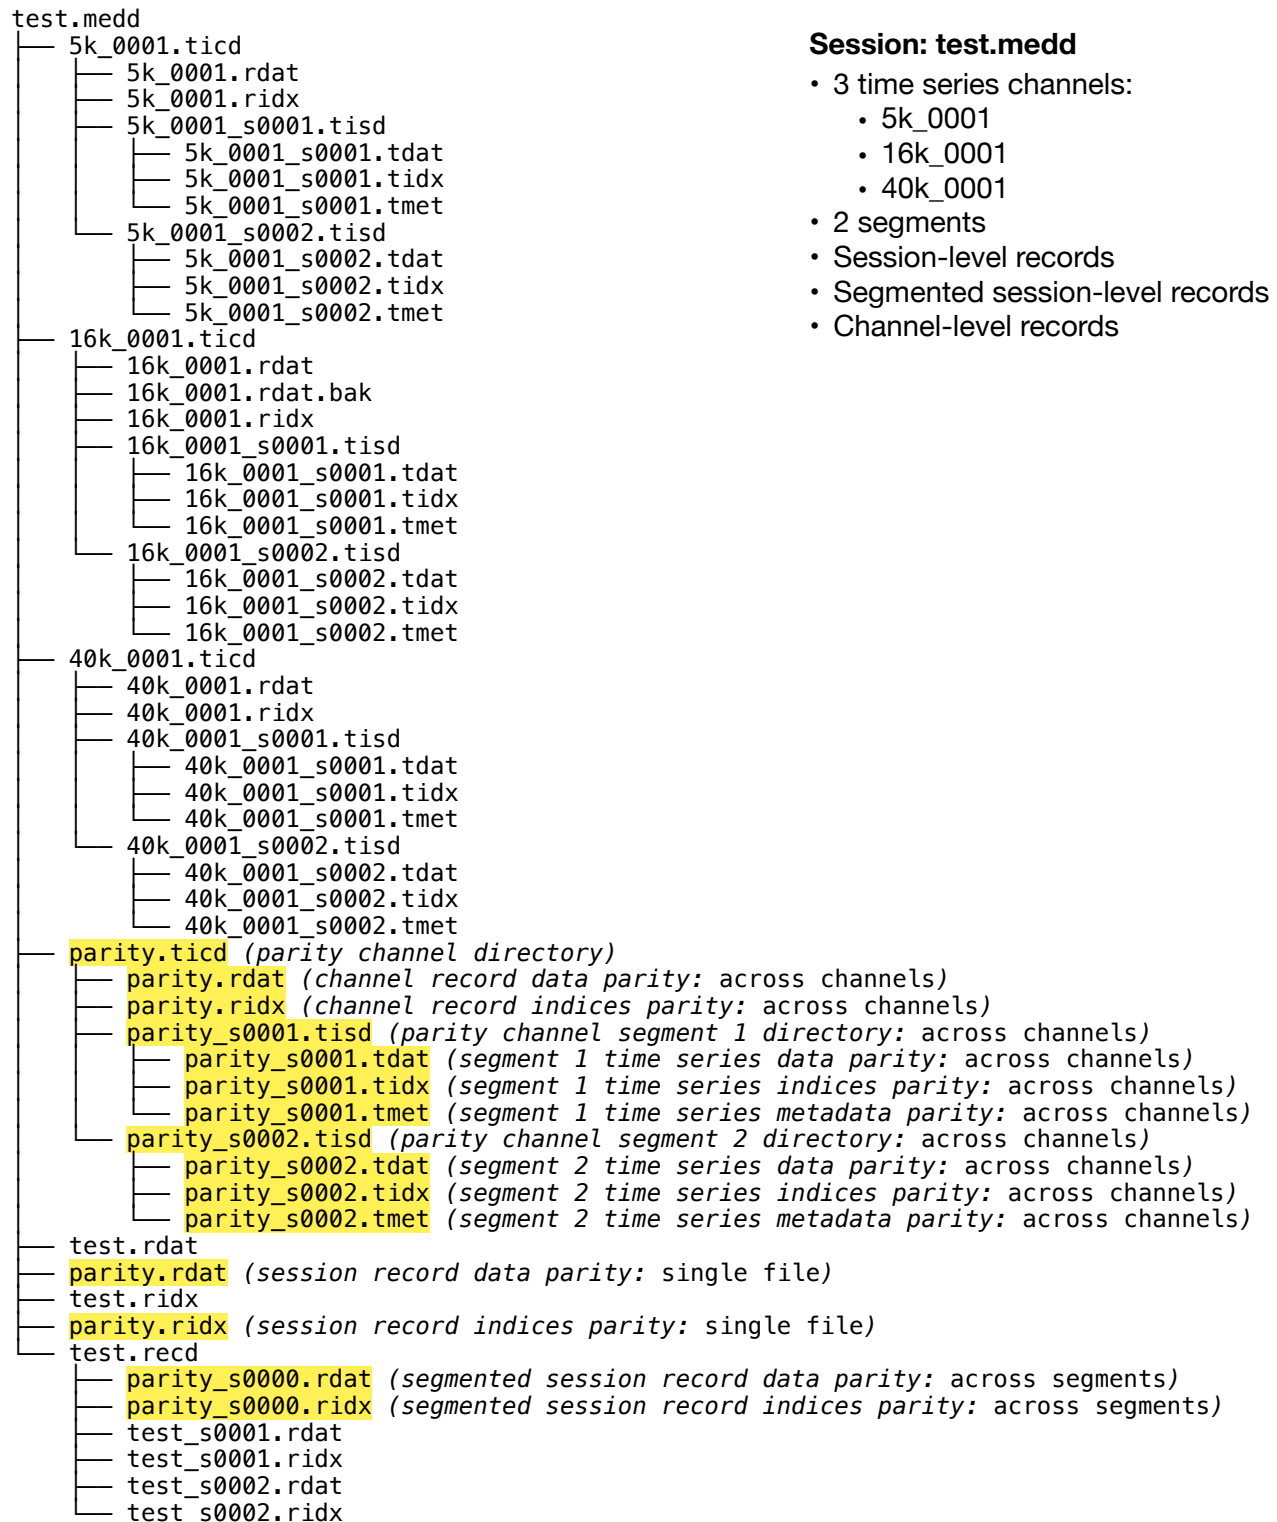 test.medd
├── 5k_0001.ticd
│   ├── 5k_0001.rdat
│   ├── 5k_0001.ridx
│   ├── 5k_0001_s0001.tisd
│   │   ├── 5k_0001_s0001.tdat
│   │   ├── 5k_0001_s0001.tidx
│   │   └── 5k_0001_s0001.tmet
│   └── 5k_0001_s0002.tisd
│       ├── 5k_0001_s0002.tdat
│       ├── 5k_0001_s0002.tidx
│       └── 5k_0001_s0002.tmet
├── 16k_0001.ticd
│   ├── 16k_0001.rdat
│   ├── 16k_0001.rdat.bak
│   ├── 16k_0001.ridx
│   ├── 16k_0001_s0001.tisd
│   │   ├── 16k_0001_s0001.tdat
│   │   ├── 16k_0001_s0001.tidx
│   │   └── 16k_0001_s0001.tmet
│   └── 16k_0001_s0002.tisd
│       ├── 16k_0001_s0002.tdat
│       ├── 16k_0001_s0002.tidx
│       └── 16k_0001_s0002.tmet
├── 40k_0001.ticd
│   ├── 40k_0001.rdat
│   ├── 40k_0001.ridx
│   ├── 40k_0001_s0001.tisd
│   │   ├── 40k_0001_s0001.tdat
│   │   ├── 40k_0001_s0001.tidx
│   │   └── 40k_0001_s0001.tmet
│   └── 40k_0001_s0002.tisd
│       ├── 40k_0001_s0002.tdat
│       ├── 40k_0001_s0002.tidx
│       └── 40k_0001_s0002.tmet
├── parity.ticd (parity channel directory)
│   ├── parity.rdat (channel record data parity: across channels)
│   ├── parity.ridx (channel record indices parity: across channels)
│   ├── parity_s0001.tisd (parity channel segment 1 directory: across channels)
│   │   ├── parity_s0001.tdat (segment 1 time series data parity: across channels)
│   │   ├── parity_s0001.tidx (segment 1 time series indices parity: across channels)
│   │   └── parity_s0001.tmet (segment 1 time series metadata parity: across channels)
│   └── parity_s0002.tisd (parity channel segment 2 directory: across channels)
│       ├── parity_s0002.tdat (segment 2 time series data parity: across channels)
│       ├── parity_s0002.tidx (segment 2 time series indices parity: across channels)
│       └── parity_s0002.tmet (segment 2 time series metadata parity: across channels)
├── test.rdat
├── parity.rdat (session record data parity: single file)
├── test.ridx
├── parity.ridx (session record indices parity: single file)
└── test.recd
    ├── parity_s0000.rdat (segmented session record data parity: across segments)
    ├── parity_s0000.ridx (segmented session record indices parity: across segments)
    ├── test_s0001.rdat
    ├── test_s0001.ridx
    ├── test_s0002.rdat
    └── test_s0002.ridx
Session: test.medd
• 3 time series channels:
• 5k_0001
• 16k_0001
• 40k_0001
• 2 segments
• Session-level records
• Segmented session-level records
• Channel-level records